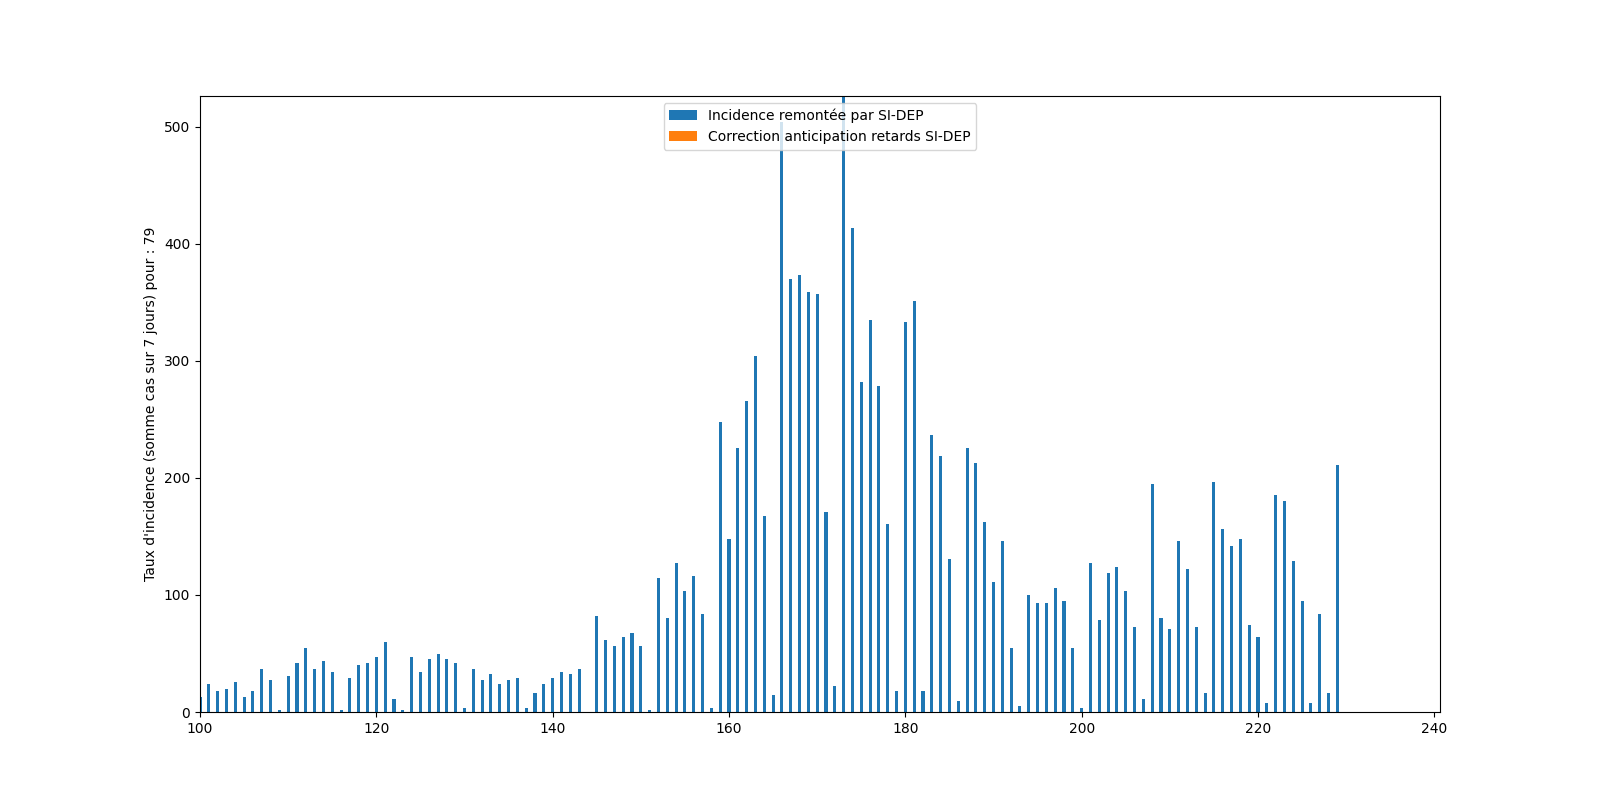 Incidence remontée par SI-DEP
Correction anticipation retards SI-DEP
Taux d'incidence (somme cas sur 7 jours) pour : 79
500
400
300
200
100
0
100 120 140 160 180 200 220 240